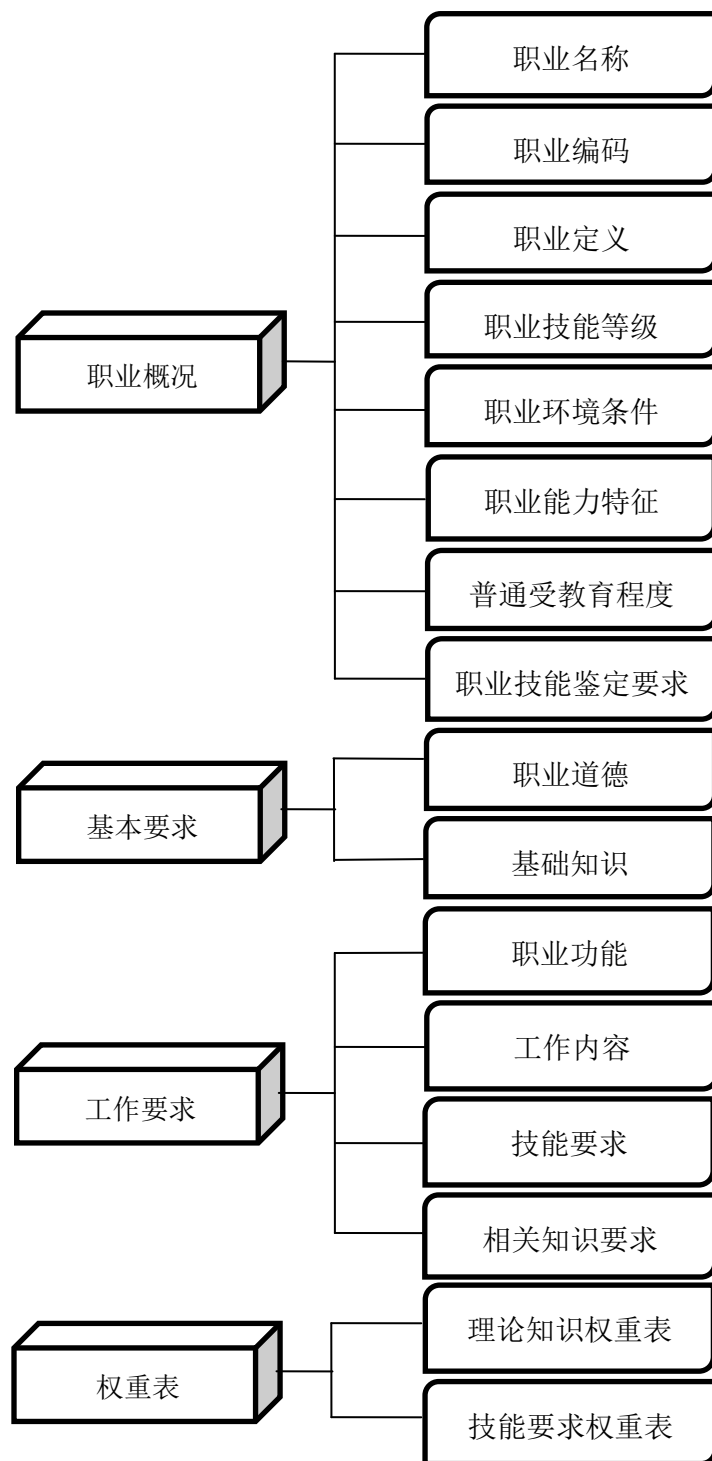 职业概况
职业名称
职业编码
职业定义
职业技能等级
职业环境条件
职业能力特征
普通受教育程度
职业技能鉴定要求
基本要求
职业道德
基础知识
工作要求
职业功能
工作内容
技能要求
相关知识要求
权重表
理论知识权重表
技能要求权重表